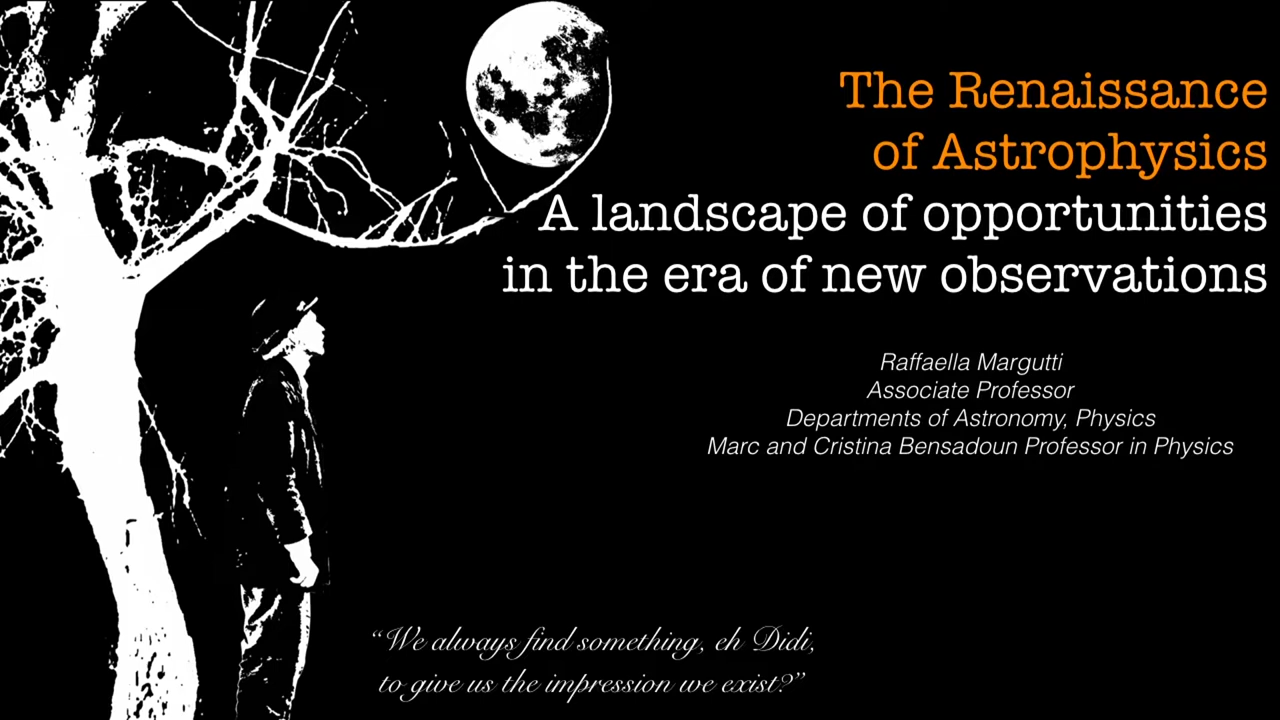 The Renaissance
of Astrophysics
A landscape of opportunities
in the era of new observations
Raffaella Margutti
Associate Professor
Departments of Astronomy, Physics
Marc and Cristina Bensadoun Professor in Physics
“We always find something, eh Didi,
to give us the impression we exist?”